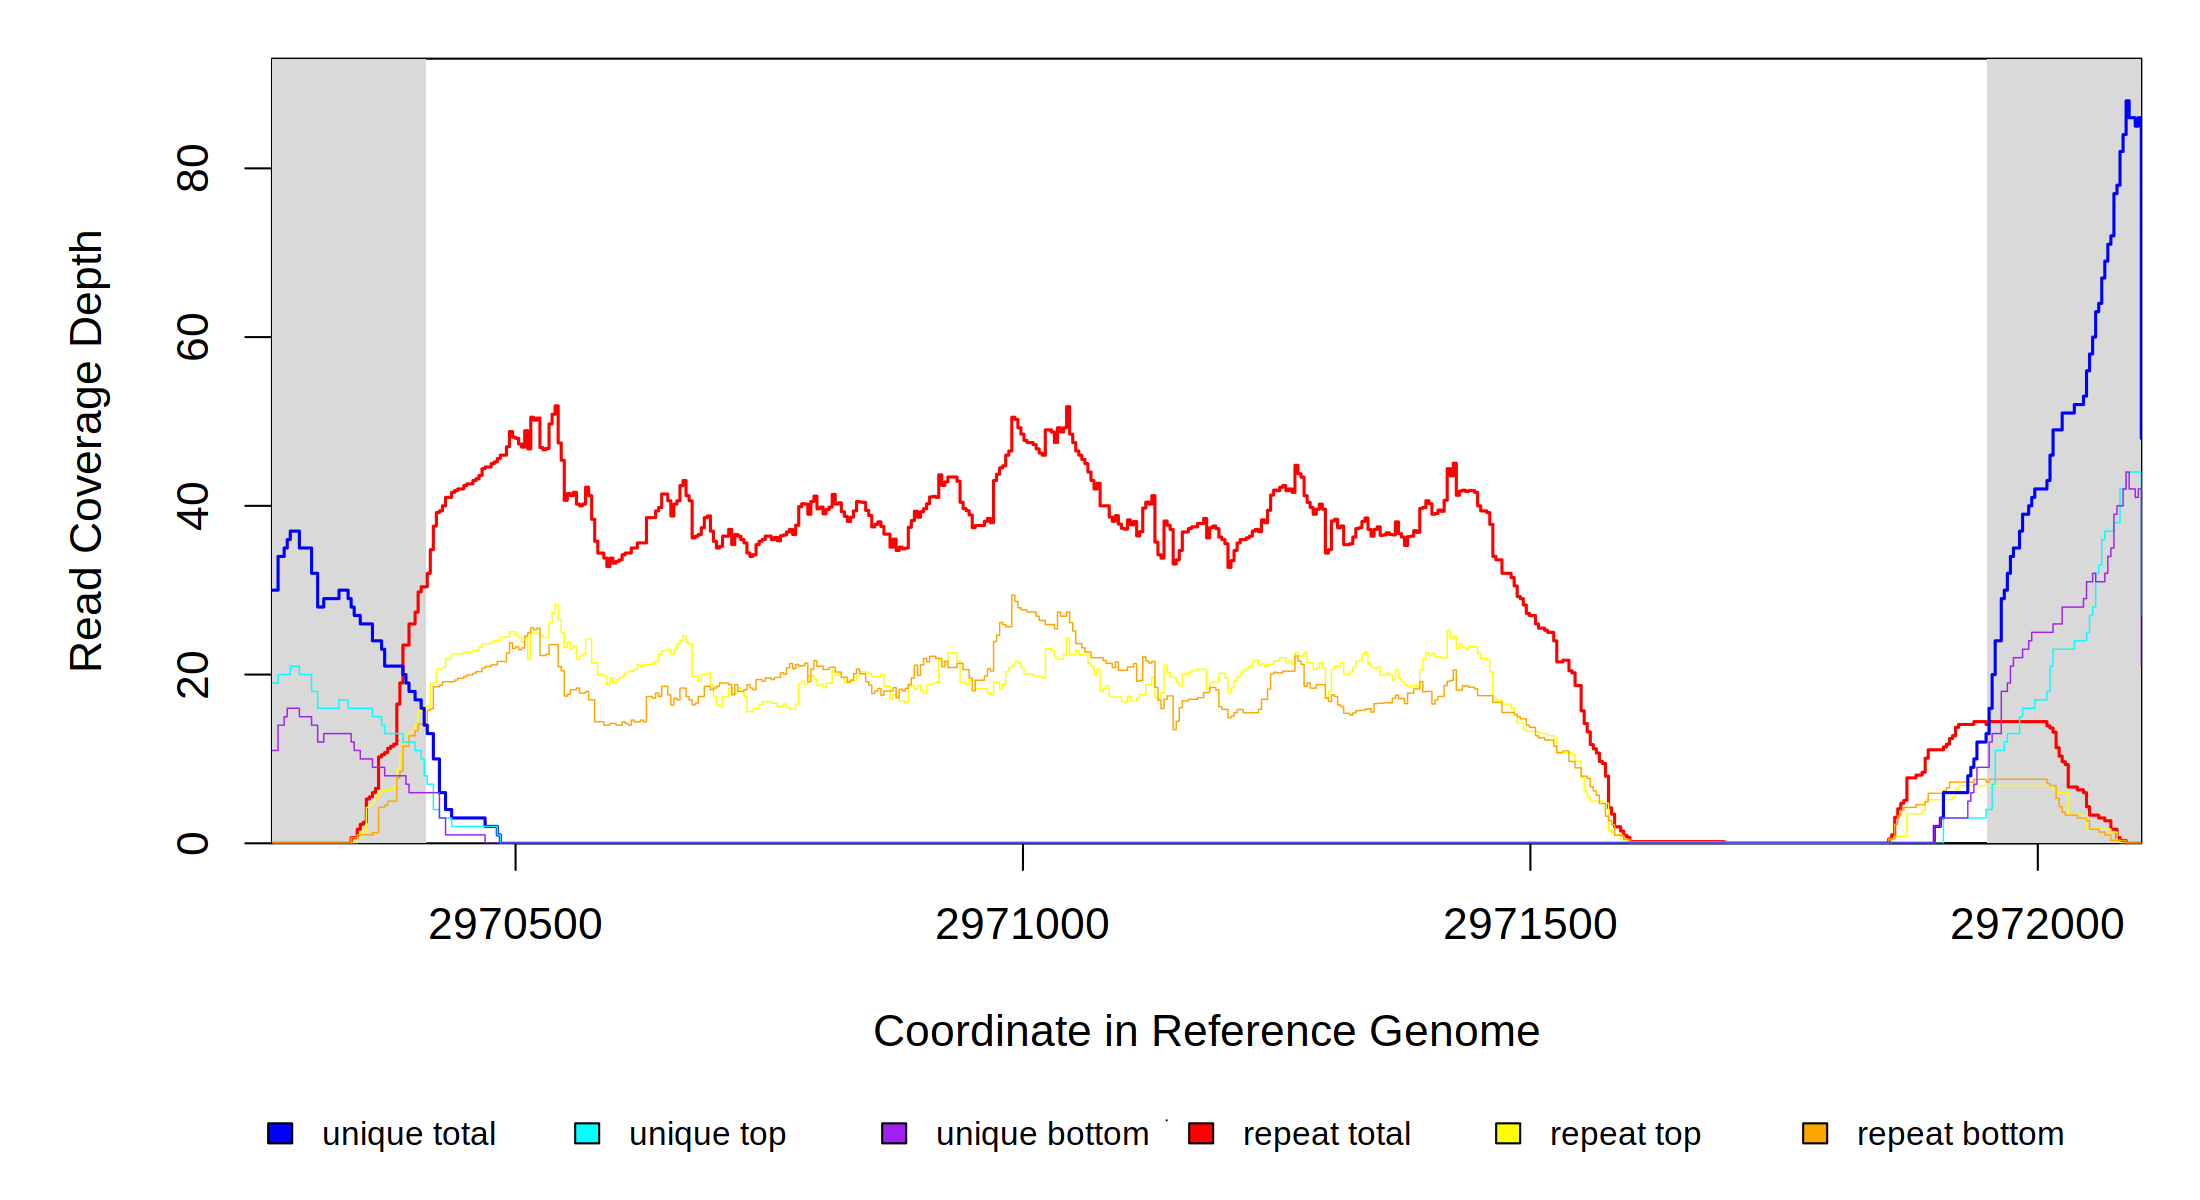 Read Coverage Depth
80
60
40
20
0
2970500 2971000 2971500 2972000
Coordinate in Reference Genome
unique total unique top unique bottom repeat total repeat top repeat bottom